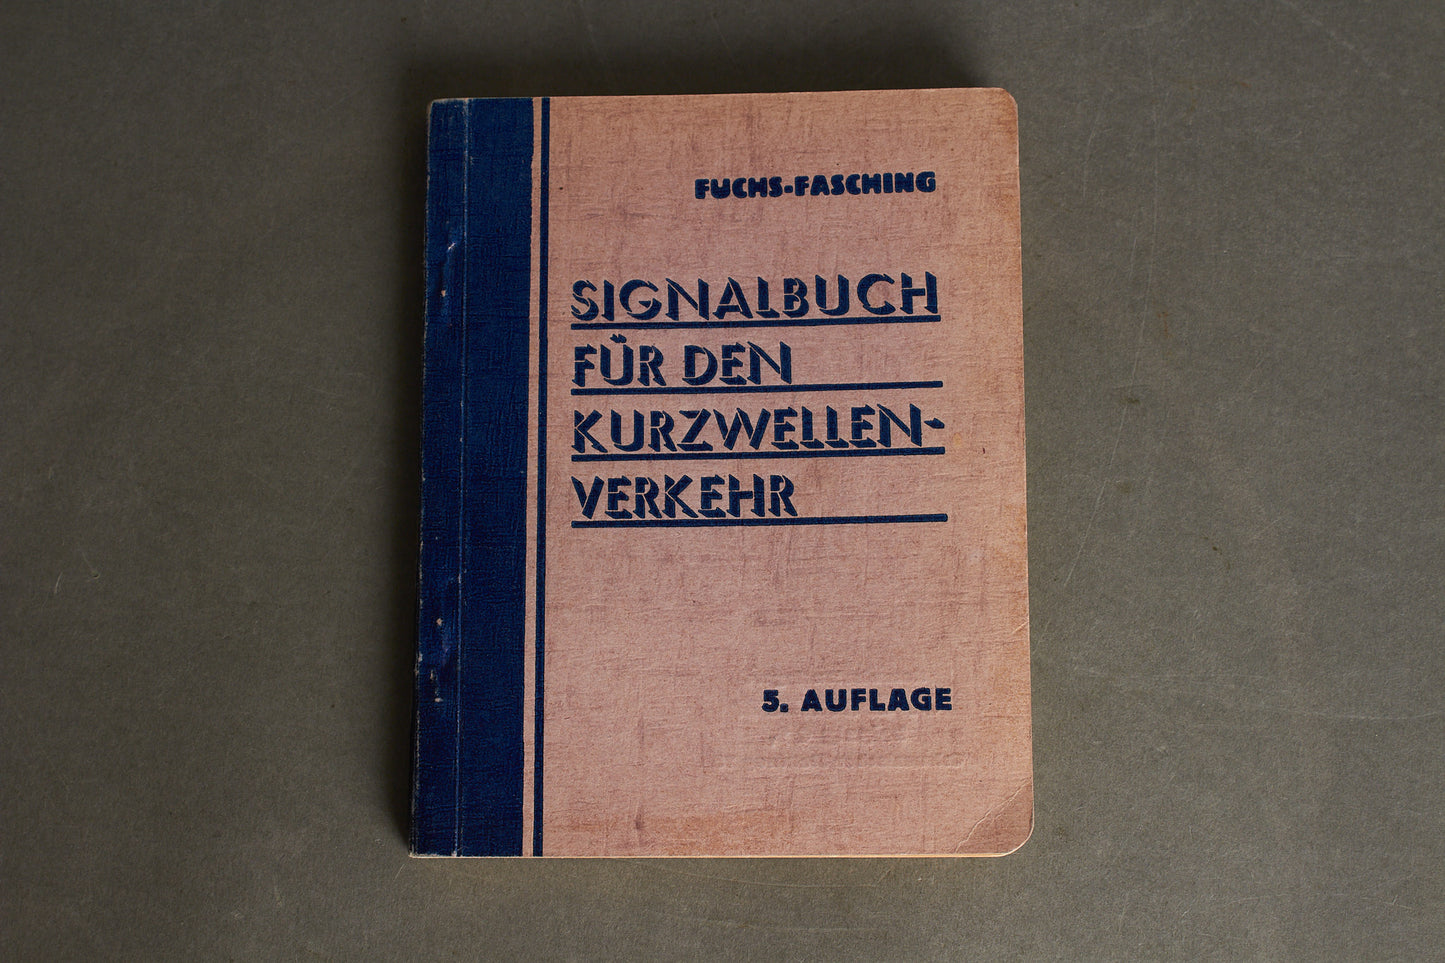 FUCHS-FASCHING
SIGNALBUCH
FÜR DEN
KURZWELLEN-
VERKEHR
5. AUFLAGE